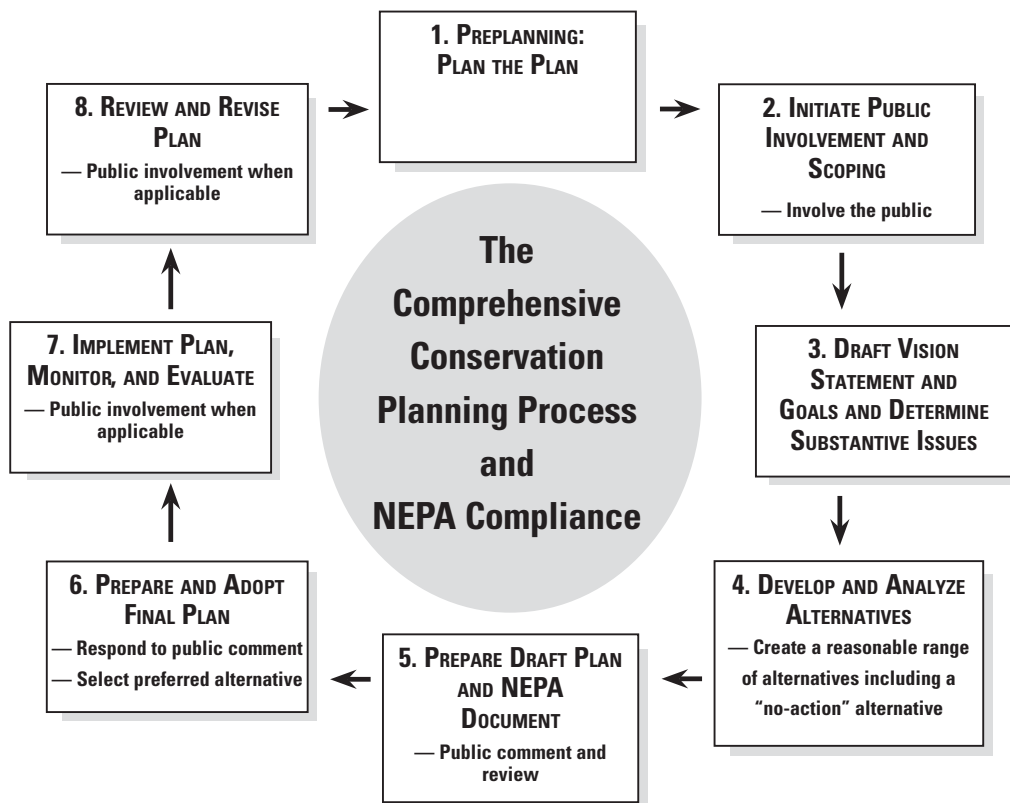 1. Preplanning:
Plan the Plan
2. Initiate Public
Involvement and
Scoping
— Involve the public
3. Draft Vision
Statement and
Goals and Determine
Substantive Issues
4. Develop and Analyze
Alternatives
— Create a reasonable range
of alternatives including a
“no-action” alternative
5. Prepare Draft Plan
and NEPA
Document
— Public comment and
review
6. Prepare and Adopt
Final Plan
— Respond to public comment
— Select preferred alternative
7. Implement Plan,
Monitor, and Evaluate
— Public involvement when
applicable
8. Review and Revise
Plan
— Public involvement when
applicable
The
Comprehensive
Conservation
Planning Process
and
NEPA Compliance